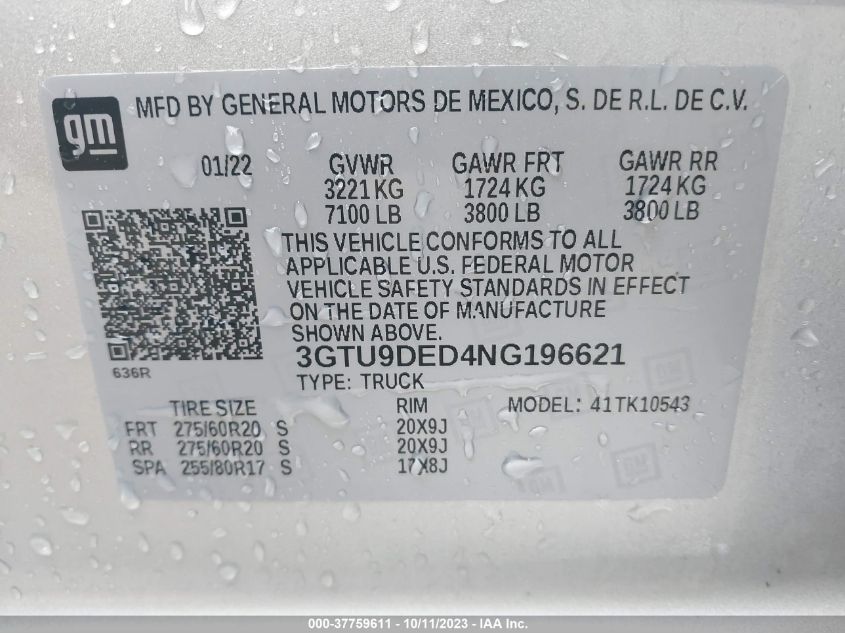 gm
MFD BY GENERAL MOTORS DE MEXICO, S. DE R.L. DE C.V.
01/22 GVWR GAWR FRT GAWR RR
3221 KG 1724 KG 1724 KG
7100 LB 3800 LB 3800 LB
THIS VEHICLE CONFORMS TO ALL
APPLICABLE U.S. FEDERAL MOTOR
VEHICLE SAFETY STANDARDS IN EFFECT
ON THE DATE OF MANUFACTURE
SHOWN ABOVE.
3GTU9DED4NG196621
636R
TYPE: TRUCK
TIRE SIZE RIM MODEL: 41TK10543
FRT 275/60R20 S 20X9J
RR 275/60R20 S 20X9J
SPA 255/80R17 S 17X8J
GM GM
000-37759611 - 10/11/2023 - IAA Inc.